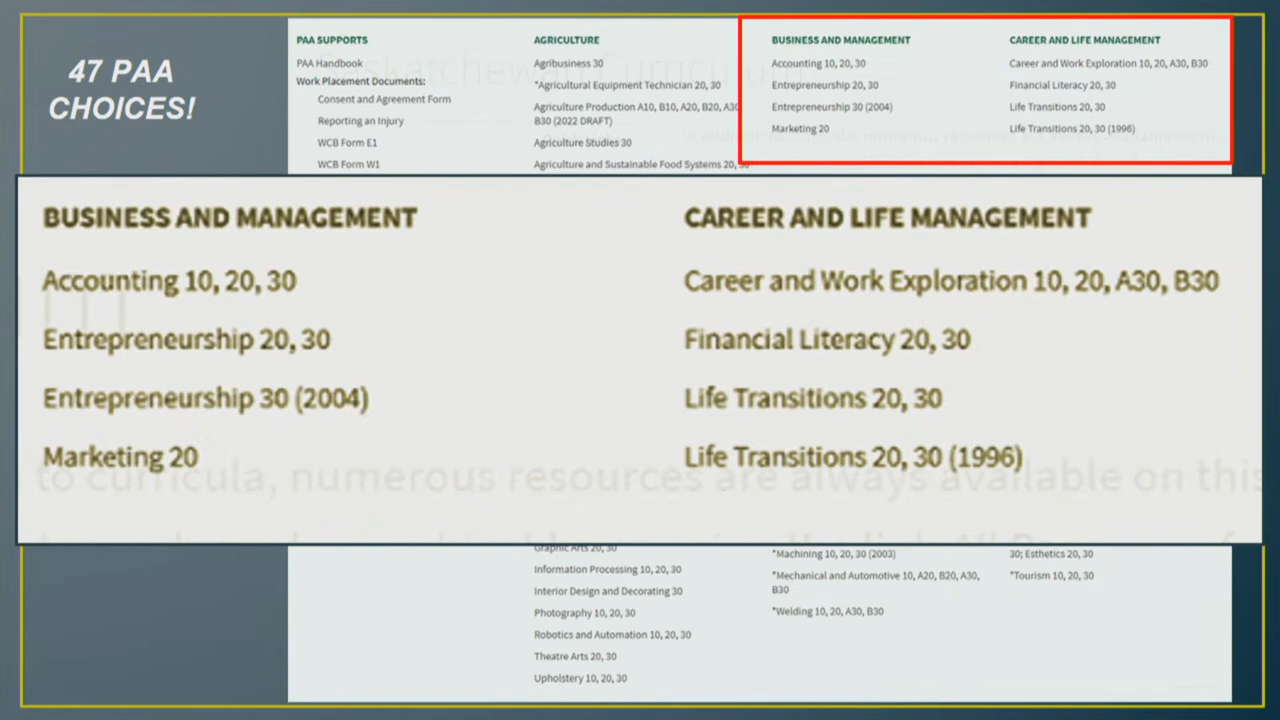 47 PAA
CHOICES!
PAA SUPPORTS
PAA Handbook
Work Placement Documents:
Consent and Agreement Form
Reporting an Injury
WCB Form E1
WCB Form W1
AGRICULTURE
Agribusiness 30
*Agricultural Equipment Technician 20, 30
Agriculture Production A10, B10, A20, B20, A30
B30 (2022 DRAFT)
Agriculture Studies 30
Agriculture and Sustainable Food Systems 20, 30
BUSINESS AND MANAGEMENT
Accounting 10, 20, 30
Entrepreneurship 20, 30
Entrepreneurship 30 (2004)
Marketing 20
CAREER AND LIFE MANAGEMENT
Career and Work Exploration 10, 20, A30, B30
Financial Literacy 20, 30
Life Transitions 20, 30
Life Transitions 20, 30 (1996)
BUSINESS AND MANAGEMENT
Accounting 10, 20, 30
Entrepreneurship 20, 30
Entrepreneurship 30 (2004)
Marketing 20
CAREER AND LIFE MANAGEMENT
Career and Work Exploration 10, 20, A30, B30
Financial Literacy 20, 30
Life Transitions 20, 30
Life Transitions 20, 30 (1996)
to curricula, numerous resources are always available on this
Graphic Arts 20, 30
Information Processing 10, 20, 30
Interior Design and Decorating 30
Photography 10, 20, 30
Robotics and Automation 10, 20, 30
Theatre Arts 20, 30
Upholstery 10, 20, 30
*Machining 10, 20, 30 (2003)
*Mechanical and Automotive 10, A20, B20, A30,
B30
*Welding 10, 20, A30, B30
30; Esthetics 20, 30
*Tourism 10, 20, 30